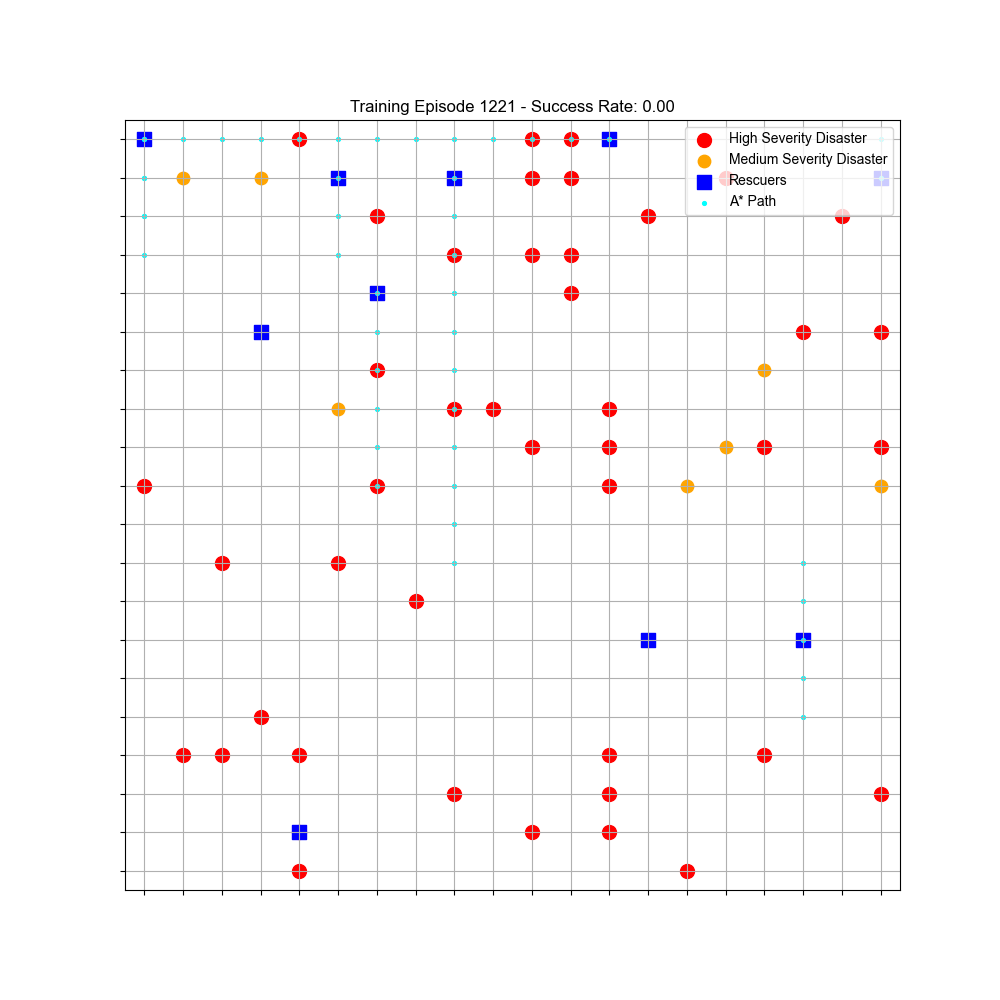 Training Episode 1221 - Success Rate: 0.00
High Severity Disaster
Medium Severity Disaster
Rescuers
A* Path